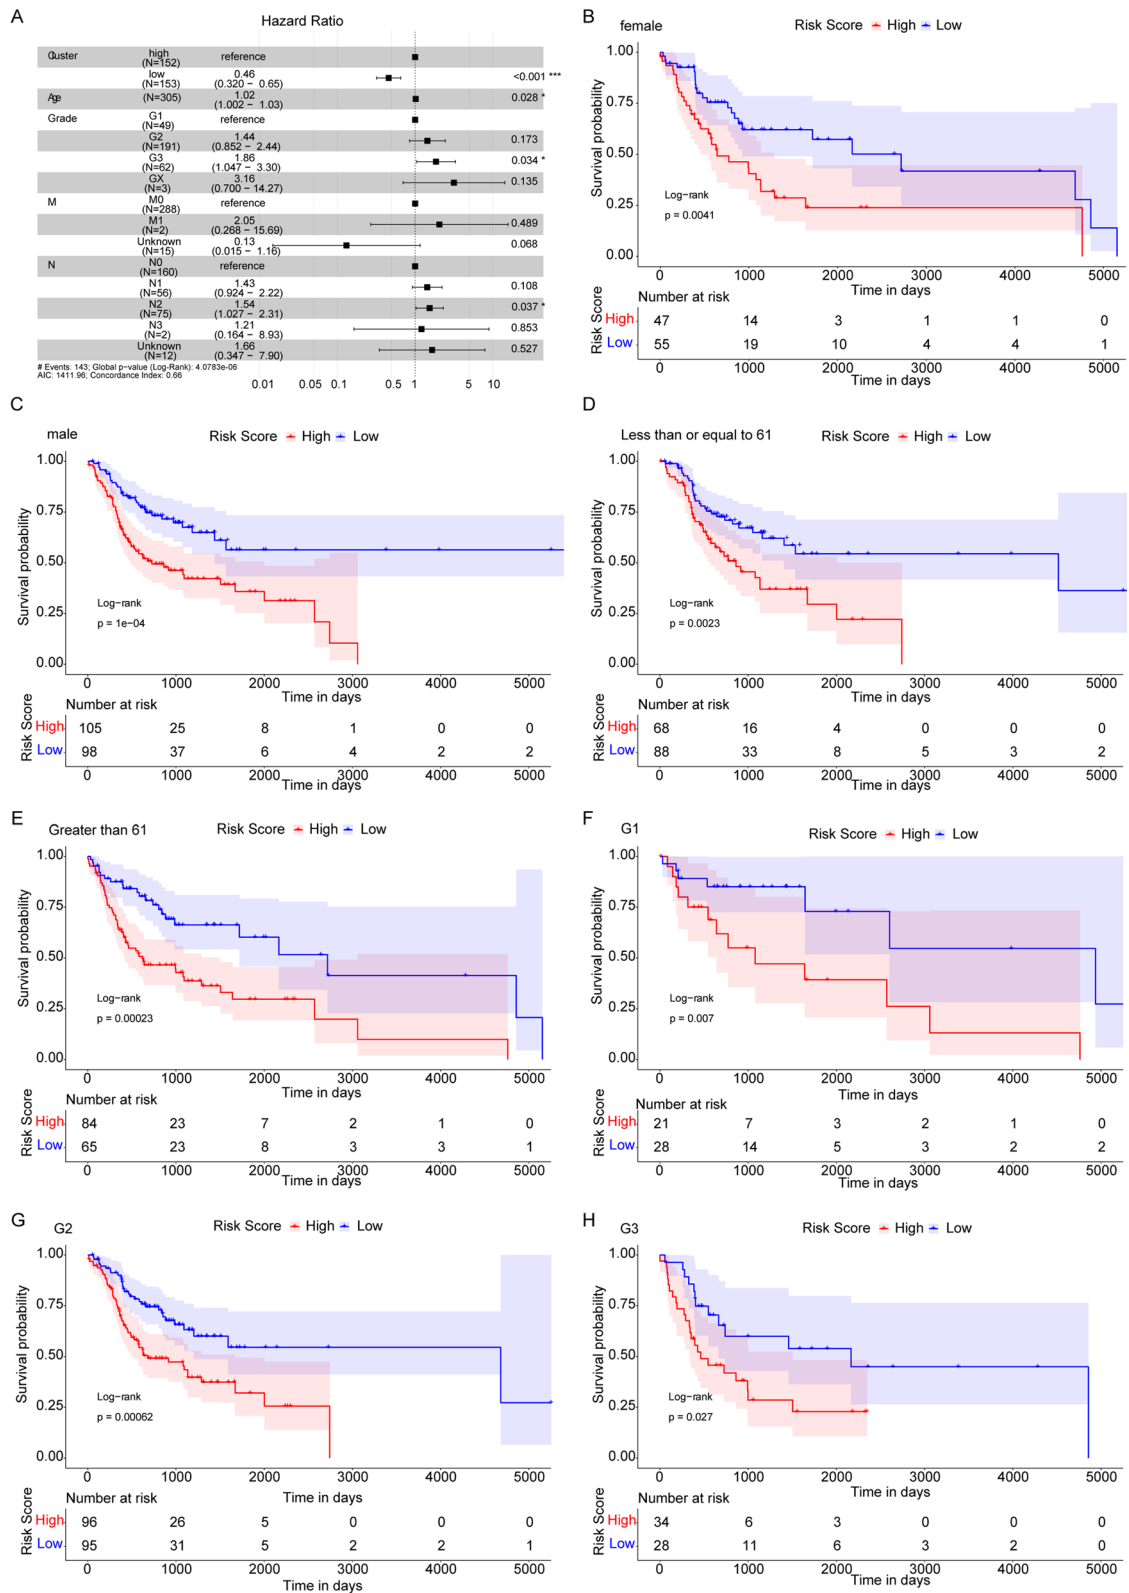 A
Hazard Ratio
Cluster high reference
(N=152)
low 0.46 <0.001 ***
(N=153) (0.320 − 0.65)
Age (N=305) 1.02 0.028 *
(1.002 − 1.03)
Grade G1 reference
(N=49)
G2 1.44 0.173
(N=191) (0.852 − 2.44)
G3 1.86 0.034 *
(N=62) (1.047 − 3.30)
GX 3.16 0.135
(N=3) (0.700 − 14.27)
M M0 reference
(N=288)
M1 2.05 0.489
(N=2) (0.268 − 15.69)
Unknown 0.13 0.068
(N=15) (0.015 − 1.16)
N N0 reference
(N=160)
N1 1.43 0.108
(N=56) (0.924 − 2.22)
N2 1.54 0.037 *
(N=75) (1.027 − 2.31)
N3 1.21 0.853
(N=2) (0.164 − 8.93)
Unknown 1.66 0.527
(N=12) (0.347 − 7.90)
# Events: 143; Global p−value (Log−Rank): 4.0783e−06
AIC: 1411.96; Concordance Index: 0.66
0.01 0.05 0.1 0.5 1 5 10
B
female Risk Score High Low
Survival probability
1.00
0.75
0.50
0.25
0.00
Log−rank
p = 0.0041
0 1000 2000 3000 4000 5000
Time in days
Number at risk
Risk Score
High 47 14 3 1 1 0
Low 55 19 10 4 4 1
0 1000 2000 3000 4000 5000
Time in days
C
male Risk Score High Low
Survival probability
1.00
0.75
0.50
0.25
0.00
Log−rank
p = 1e−04
0 1000 2000 3000 4000 5000
Time in days
Number at risk
Risk Score
High 105 25 8 1 0 0
Low 98 37 6 4 2 2
0 1000 2000 3000 4000 5000
Time in days
D
Less than or equal to 61 Risk Score High Low
Survival probability
1.00
0.75
0.50
0.25
0.00
Log−rank
p = 0.0023
0 1000 2000 3000 4000 5000
Time in days
Number at risk
Risk Score
High 68 16 4 0 0 0
Low 88 33 8 5 3 2
0 1000 2000 3000 4000 5000
Time in days
E
Greater than 61 Risk Score High Low
Survival probability
1.00
0.75
0.50
0.25
0.00
Log−rank
p = 0.00023
0 1000 2000 3000 4000 5000
Time in days
Number at risk
Risk Score
High 84 23 7 2 1 0
Low 65 23 8 3 3 1
0 1000 2000 3000 4000 5000
Time in days
F
G1 Risk Score High Low
Survival probability
1.00
0.75
0.50
0.25
0.00
Log−rank
p = 0.007
0 1000 2000 3000 4000 5000
Time in days
Number at risk
Risk Score
High 21 7 3 2 1 0
Low 28 14 5 3 2 2
0 1000 2000 3000 4000 5000
Time in days
G
G2 Risk Score High Low
Survival probability
1.00
0.75
0.50
0.25
0.00
Log−rank
p = 0.00062
0 1000 2000 3000 4000 5000
Time in days
Number at risk
Risk Score
High 96 26 5 0 0 0
Low 95 31 5 2 2 1
0 1000 2000 3000 4000 5000
Time in days
H
G3 Risk Score High Low
Survival probability
1.00
0.75
0.50
0.25
0.00
Log−rank
p = 0.027
0 1000 2000 3000 4000 5000
Time in days
Number at risk
Risk Score
High 34 6 3 0 0 0
Low 28 11 6 3 2 0
0 1000 2000 3000 4000 5000
Time in days